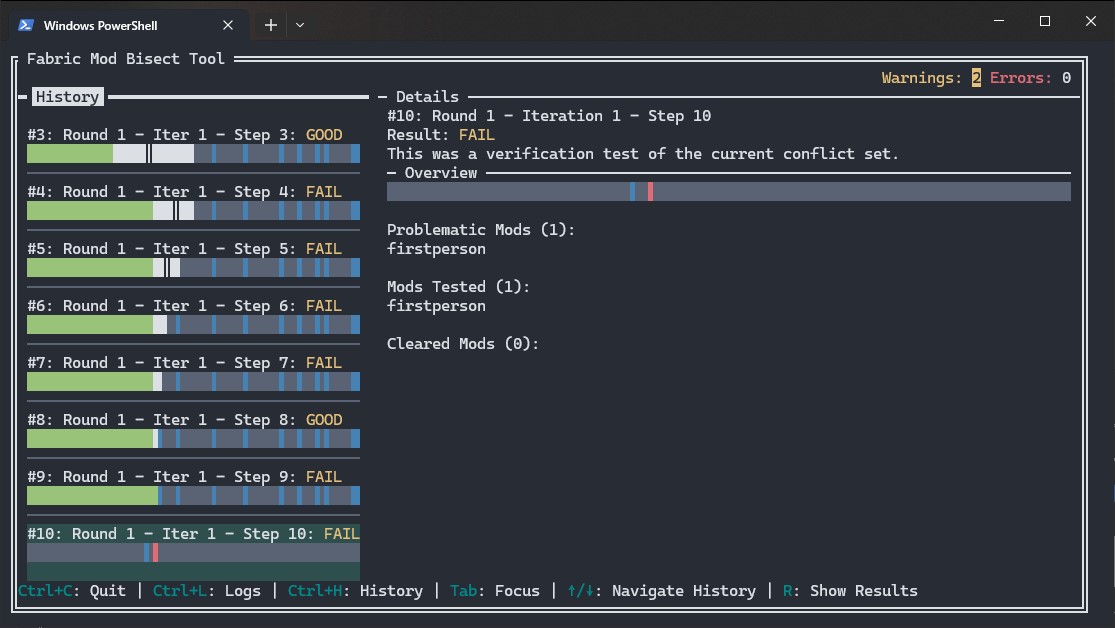 Windows PowerShell
Fabric Mod Bisect Tool
Warnings: 2 Errors: 0
History
#3: Round 1 - Iter 1 - Step 3: GOOD
#4: Round 1 - Iter 1 - Step 4: FAIL
#5: Round 1 - Iter 1 - Step 5: FAIL
#6: Round 1 - Iter 1 - Step 6: FAIL
#7: Round 1 - Iter 1 - Step 7: FAIL
#8: Round 1 - Iter 1 - Step 8: GOOD
#9: Round 1 - Iter 1 - Step 9: FAIL
#10: Round 1 - Iter 1 - Step 10: FAIL
Details
#10: Round 1 - Iteration 1 - Step 10
Result: FAIL
This was a verification test of the current conflict set.
Overview
Problematic Mods (1):
firstperson
Mods Tested (1):
firstperson
Cleared Mods (0):
Ctrl+C: Quit | Ctrl+L: Logs | Ctrl+H: History | Tab: Focus | ↑/↓: Navigate History | R: Show Results